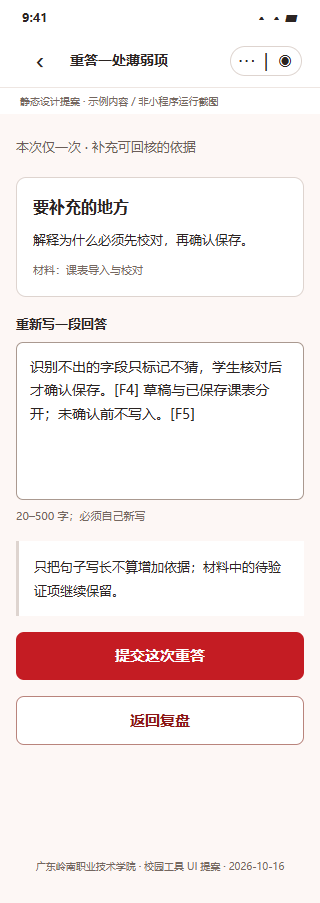 9:41
重答一处薄弱项
静态设计提案 · 示例内容 / 非小程序运行截图
本次仅一次 · 补充可回核的依据
要补充的地方
解释为什么必须先校对，再确认保存。
材料：课表导入与校对
重新写一段回答
识别不出的字段只标记不猜，学生核对后
才确认保存。[F4] 草稿与已保存课表分
开；未确认前不写入。[F5]
20–500 字；必须自己新写
只把句子写长不算增加依据；材料中的待验
证项继续保留。
提交这次重答
返回复盘
广东岭南职业技术学院 · 校园工具 UI 提案 · 2026-10-16